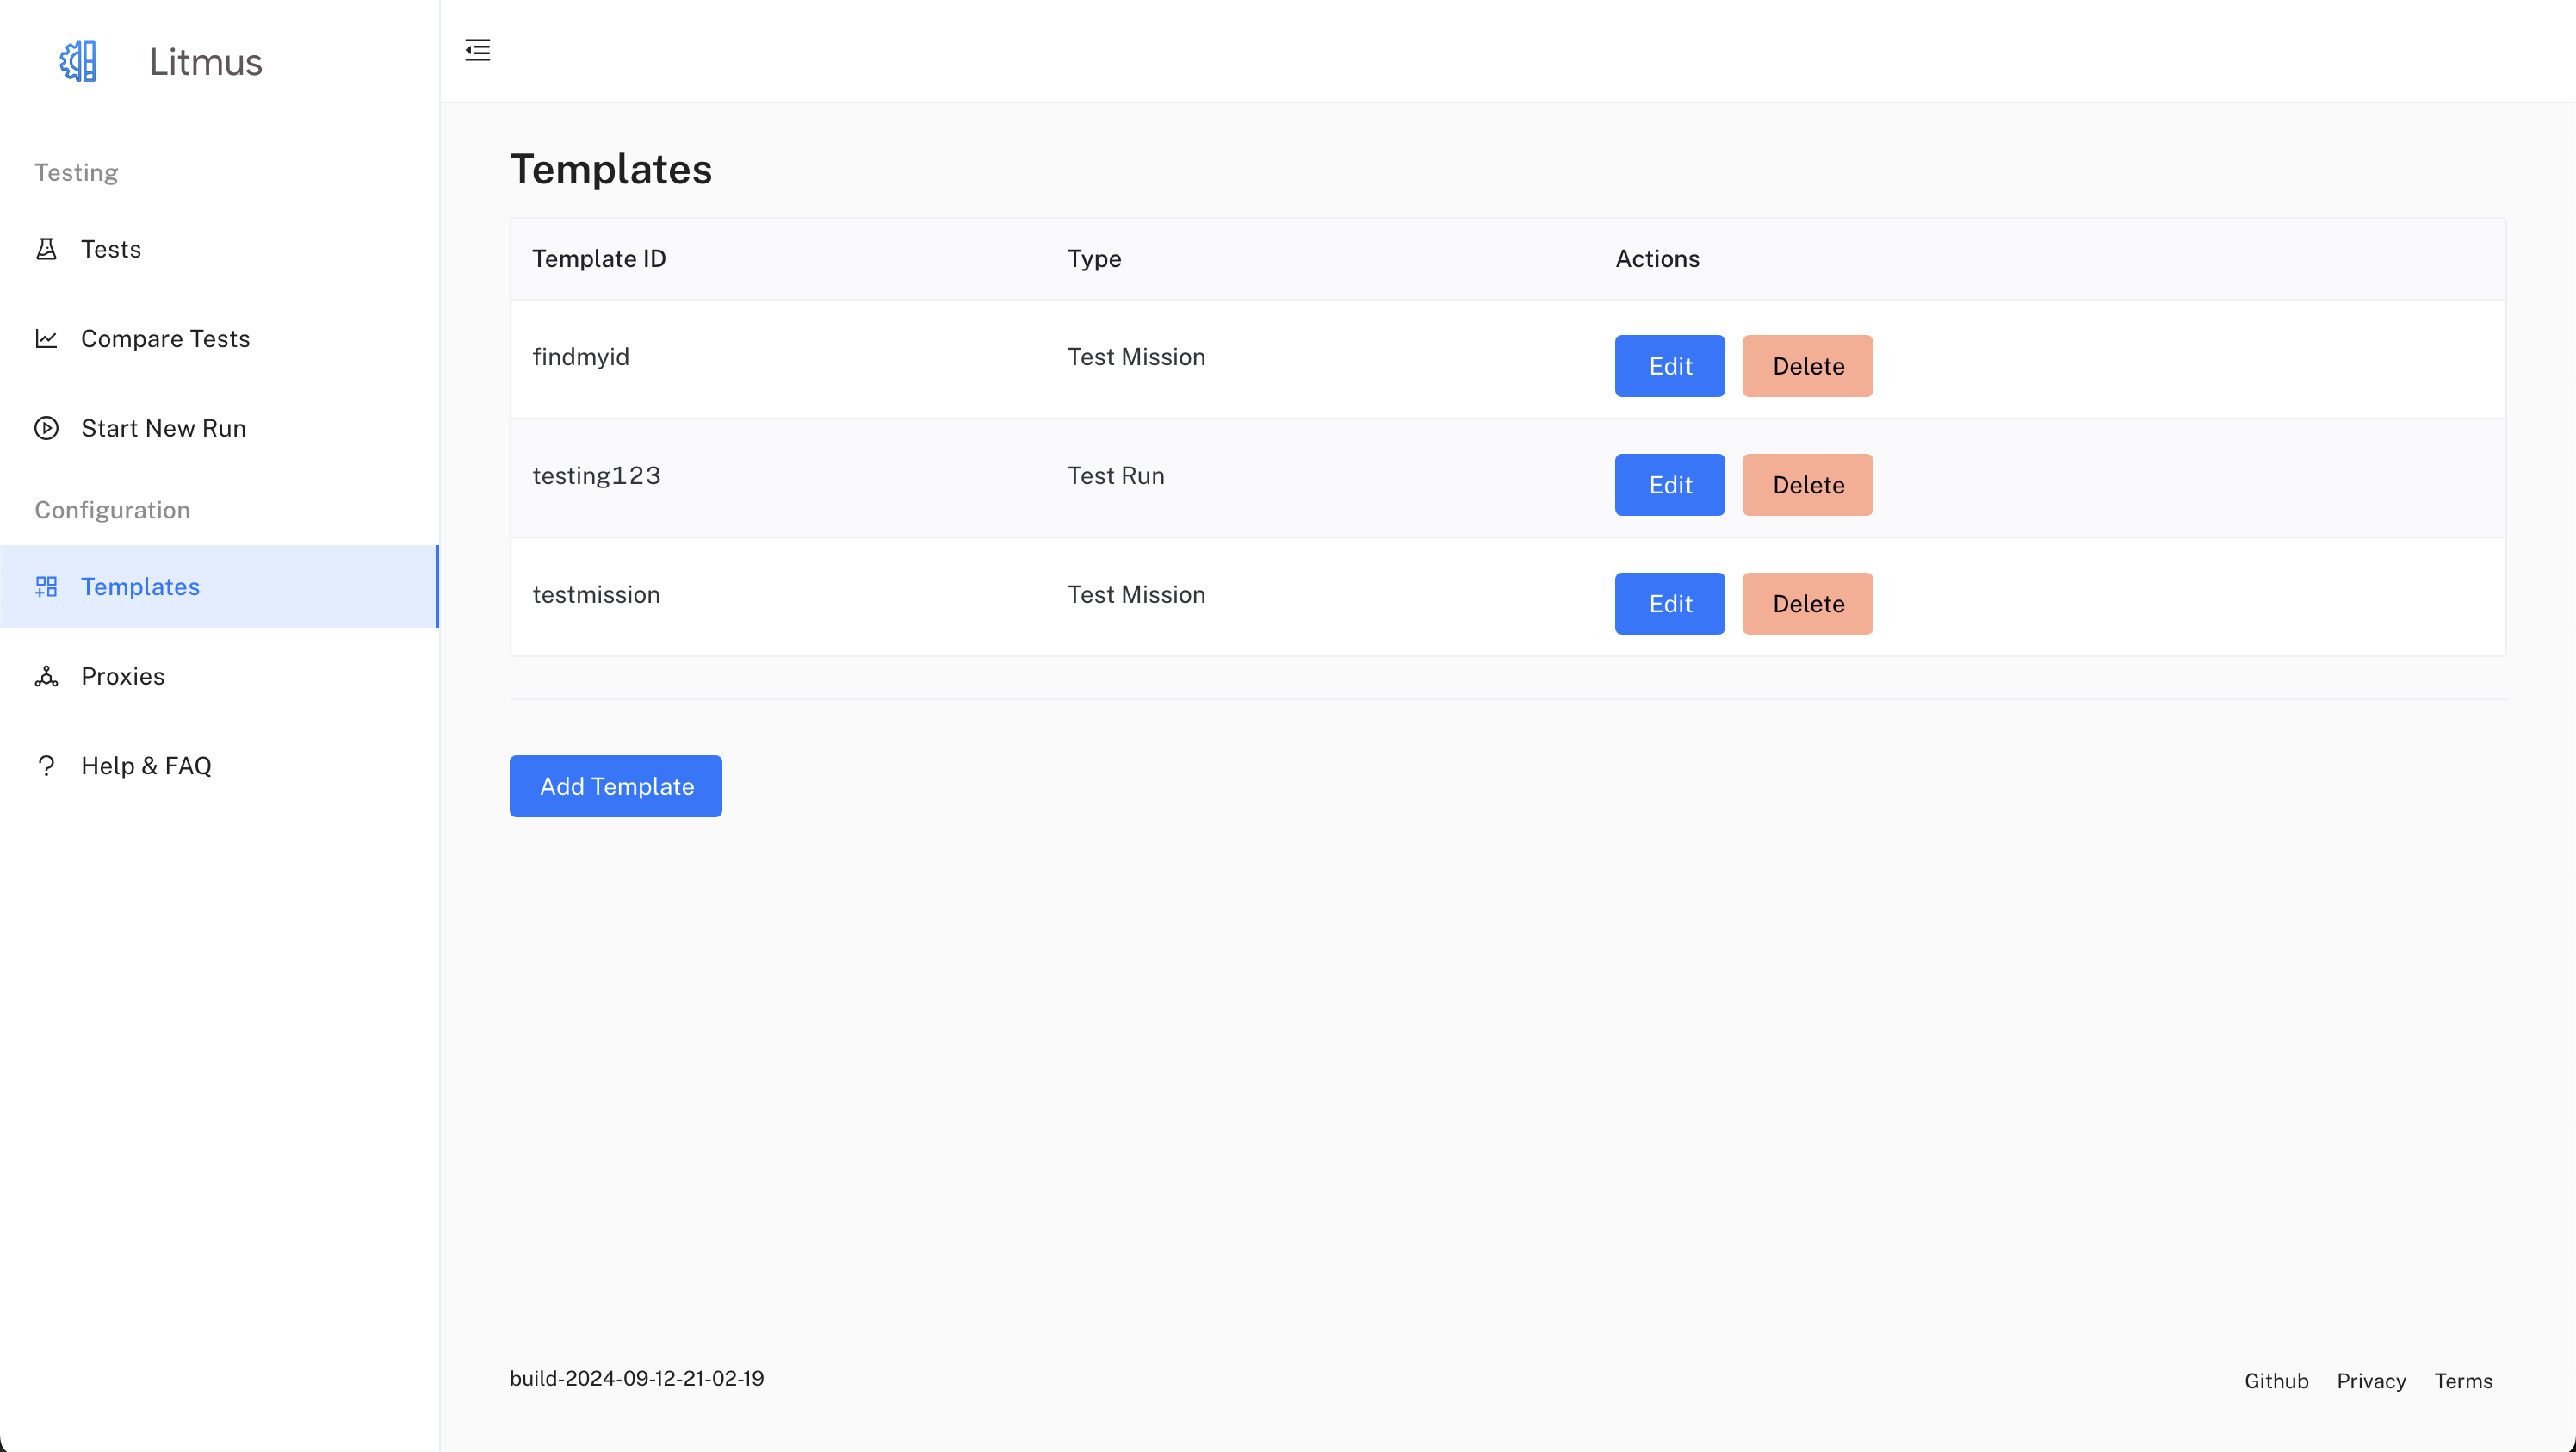 Litmus
Testing
Tests
Compare Tests
Start New Run
Configuration
Templates
Proxies
Help & FAQ
Templates
Template ID Type Actions
findmyid Test Mission Edit Delete
testing123 Test Run Edit Delete
testmission Test Mission Edit Delete
Add Template
build-2024-09-12-21-02-19
Github Privacy Terms